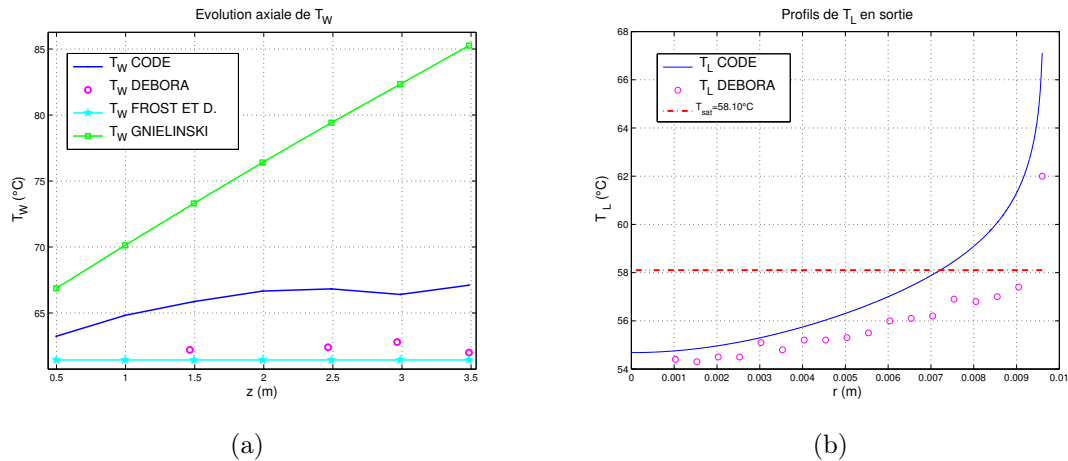 Evolution axiale de T_W
T_W (°C)
85
80
75
70
65
T_W CODE
T_W DEBORA
T_W FROST ET D.
T_W GNIELINSKI
0.5 1 1.5 2 2.5 3 3.5
z (m)
(a)
Profils de T_L en sortie
T_L (°C)
68
66
64
62
60
58
56
54
T_L CODE
T_L DEBORA
T_sat=58.10°C
0 0.001 0.002 0.003 0.004 0.005 0.006 0.007 0.008 0.009 0.01
r (m)
(b)